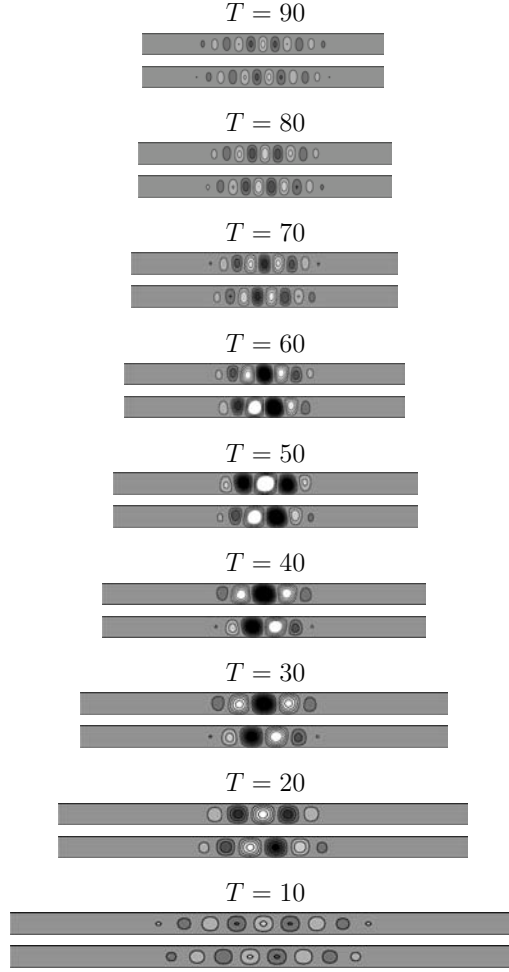 T = 90
T = 80
T = 70
T = 60
T = 50
T = 40
T = 30
T = 20
T = 10